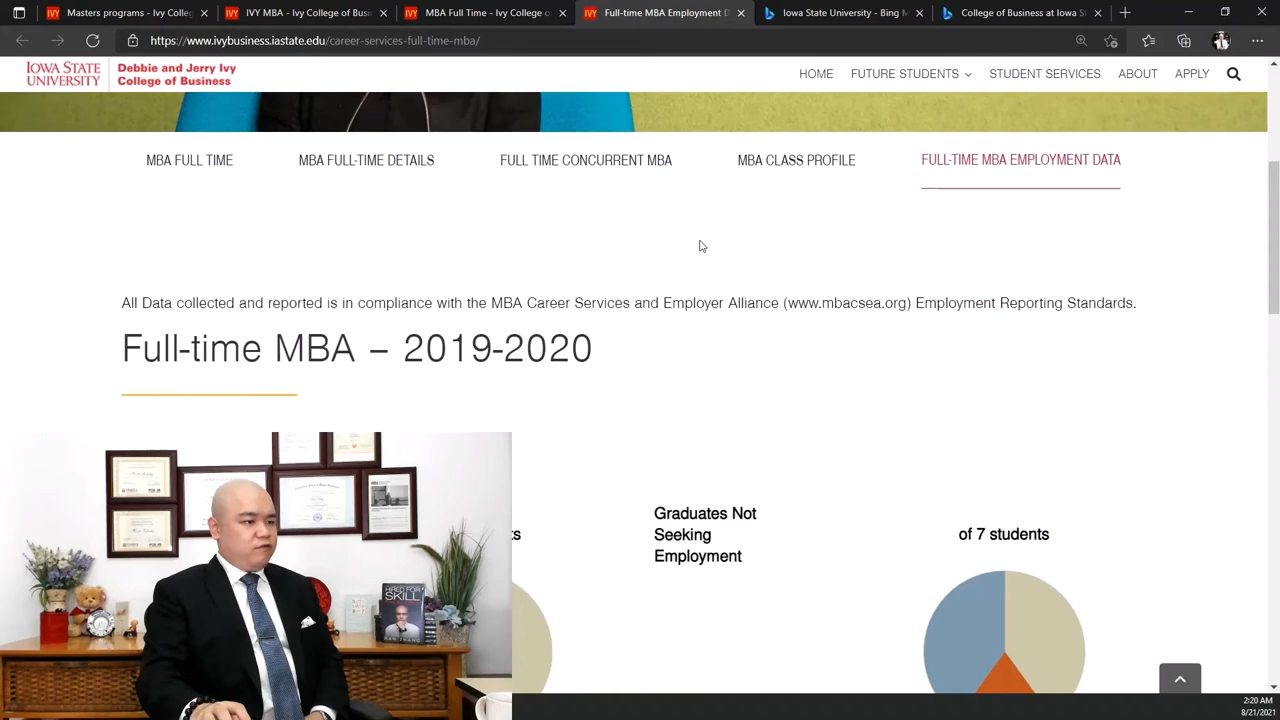 Masters programs - Ivy Colleg
IVY MBA - Ivy College of Busi
MBA Full Time - Ivy College o
Full-time MBA Employment D
Iowa State University - Bing M
College of Business at Iowa S
https://www.ivybusiness.iastate.edu/career-services-full-time-mba/
IOWA STATE
UNIVERSITY
Debbie and Jerry Ivy
College of Business
HOME
FUTURE STUDENTS
STUDENT SERVICES
ABOUT
APPLY
MBA FULL TIME
MBA FULL-TIME DETAILS
FULL TIME CONCURRENT MBA
MBA CLASS PROFILE
FULL-TIME MBA EMPLOYMENT DATA
All Data collected and reported is in compliance with the MBA Career Services and Employer Alliance (www.mbacsea.org) Employment Reporting Standards.
Full-time MBA – 2019-2020
Graduates Not
Seeking
Employment
of 7 students
HIRED FOR
SKILL
2:20 AM
8/21/2021